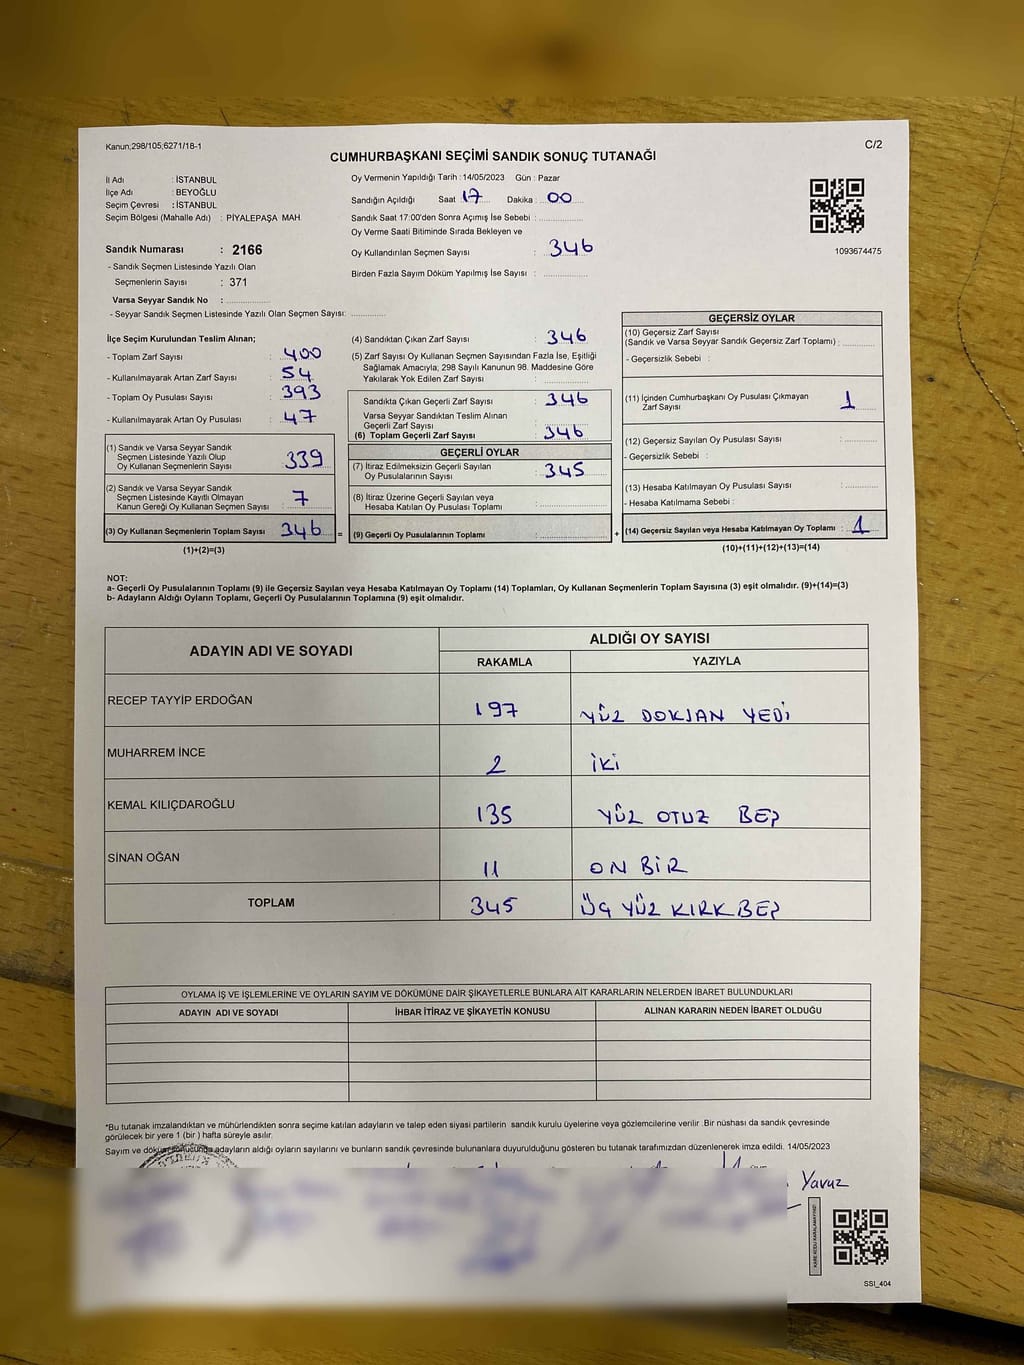 Kanun;298/105;6271/18-1
C/2
CUMHURBAŞKANI SEÇİMİ SANDIK SONUÇ TUTANAĞI
İl Adı : İSTANBUL
İlçe Adı : BEYOĞLU
Seçim Çevresi : İSTANBUL
Seçim Bölgesi (Mahalle Adı) : PİYALEPAŞA MAH.
Sandık Numarası : 2166
- Sandık Seçmen Listesinde Yazılı Olan
Seçmenlerin Sayısı : 371
Varsa Seyyar Sandık No :
- Seyyar Sandık Seçmen Listesinde Yazılı Olan Seçmen Sayısı:
Oy Vermenin Yapıldığı Tarih : 14/05/2023 Gün : Pazar
Sandığın Açıldığı Saat : 17 Dakika : 00
Sandık Saat 17:00'den Sonra Açımış İse Sebebi :
Oy Verme Saati Bitiminde Sırada Bekleyen ve
Oy Kullandırılan Seçmen Sayısı : 346
Birden Fazla Sayım Döküm Yapılmış İse Sayısı :
1093674475
İlçe Seçim Kurulundan Teslim Alınan;
- Toplam Zarf Sayısı : 400
- Kullanılmayarak Artan Zarf Sayısı : 54
- Toplam Oy Pusulası Sayısı : 393
- Kullanılmayarak Artan Oy Pusulası : 47
(1) Sandık ve Varsa Seyyar Sandık
Seçmen Listesinde Yazılı Olup
Oy Kullanan Seçmenlerin Sayısı : 339
(2) Sandık ve Varsa Seyyar Sandık
Seçmen Listesinde Kayıtlı Olmayan
Kanun Gereği Oy Kullanan Seçmen Sayısı : 7
(3) Oy Kullanan Seçmenlerin Toplam Sayısı : 346
(1)+(2)=(3)
(4) Sandıktan Çıkan Zarf Sayısı : 346
(5) Zarf Sayısı Oy Kullanan Seçmen Sayısından Fazla İse, Eşitliği
Sağlamak Amacıyla, 298 Sayılı Kanunun 98. Maddesine Göre
Yakılarak Yok Edilen Zarf Sayısı :
Sandıkta Çıkan Geçerli Zarf Sayısı : 346
Varsa Seyyar Sandıktan Teslim Alınan
Geçerli Zarf Sayısı :
(6) Toplam Geçerli Zarf Sayısı : 346
GEÇERLİ OYLAR
(7) İtiraz Edilmeksizin Geçerli Sayılan
Oy Pusulalarının Sayısı : 345
(8) İtiraz Üzerine Geçerli Sayılan veya
Hesaba Katılan Oy Pusulası Toplamı :
= (9) Geçerli Oy Pusulalarının Toplamı :
GEÇERSİZ OYLAR
(10) Geçersiz Zarf Sayısı
(Sandık ve Varsa Seyyar Sandık Geçersiz Zarf Toplamı) :
- Geçersizlik Sebebi :
(11) İçinden Cumhurbaşkanı Oy Pusulası Çıkmayan
Zarf Sayısı : 1
(12) Geçersiz Sayılan Oy Pusulası Sayısı :
- Geçersizlik Sebebi :
(13) Hesaba Katılmayan Oy Pusulası Sayısı :
- Hesaba Katılmama Sebebi :
+ (14) Geçersiz Sayılan veya Hesaba Katılmayan Oy Toplamı : 1
(10)+(11)+(12)+(13)=(14)
NOT:
a- Geçerli Oy Pusulalarının Toplamı (9) ile Geçersiz Sayılan veya Hesaba Katılmayan Oy Toplamı (14) Toplamları, Oy Kullanan Seçmenlerin Toplam Sayısına (3) eşit olmalıdır. (9)+(14)=(3)
b- Adayların Aldığı Oyların Toplamı, Geçerli Oy Pusulalarının Toplamına (9) eşit olmalıdır.
ADAYIN ADI VE SOYADI
ALDIĞI OY SAYISI
RAKAMLA YAZIYLA
RECEP TAYYİP ERDOĞAN 197 YÜZ DOKSAN YEDİ
MUHARREM İNCE 2 İKİ
KEMAL KILIÇDAROĞLU 135 YÜZ OTUZ BEŞ
SİNAN OĞAN 11 ON BİR
TOPLAM 345 ÜÇ YÜZ KIRK BEŞ
OYLAMA İŞ VE İŞLEMLERİNE VE OYLARIN SAYIM VE DÖKÜMÜNE DAİR ŞİKAYETLERLE BUNLARA AİT KARARLARIN NELERDEN İBARET BULUNDUKLARI
ADAYIN ADI VE SOYADI İHBAR İTİRAZ VE ŞİKAYETİN KONUSU ALINAN KARARIN NEDEN İBARET OLDUĞU
*Bu tutanak imzalandıktan ve mühürlendikten sonra seçime katılan adayların ve talep eden siyasi partilerin sandık kurulu üyelerine veya gözlemcilerine verilir .Bir nüshası da sandık çevresinde
görülecek bir yere 1 (bir ) hafta süreyle asılır.
Sayım ve döküm sonucunda adayların aldığı oyların sayılarını ve bunların sandık çevresinde bulunanlara duyurulduğunu gösteren bu tutanak tarafımızdan düzenlenerek imza edildi. 14/05/2023
Yavuz
KARE KODU KARALAMAYINIZ!
SSI_404